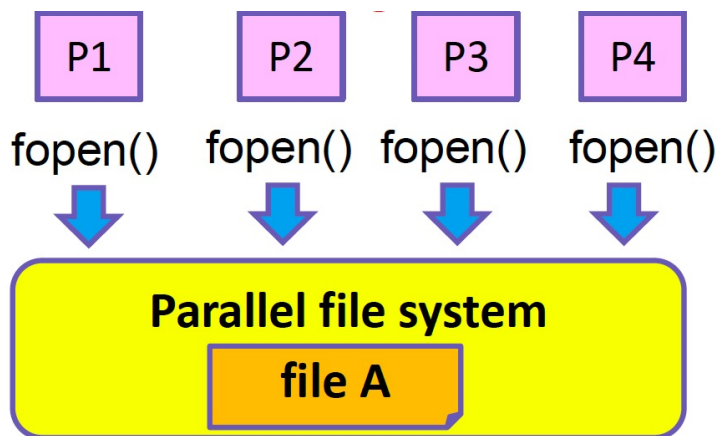 P1 P2 P3 P4
fopen() fopen() fopen() fopen()
Parallel file system
file A